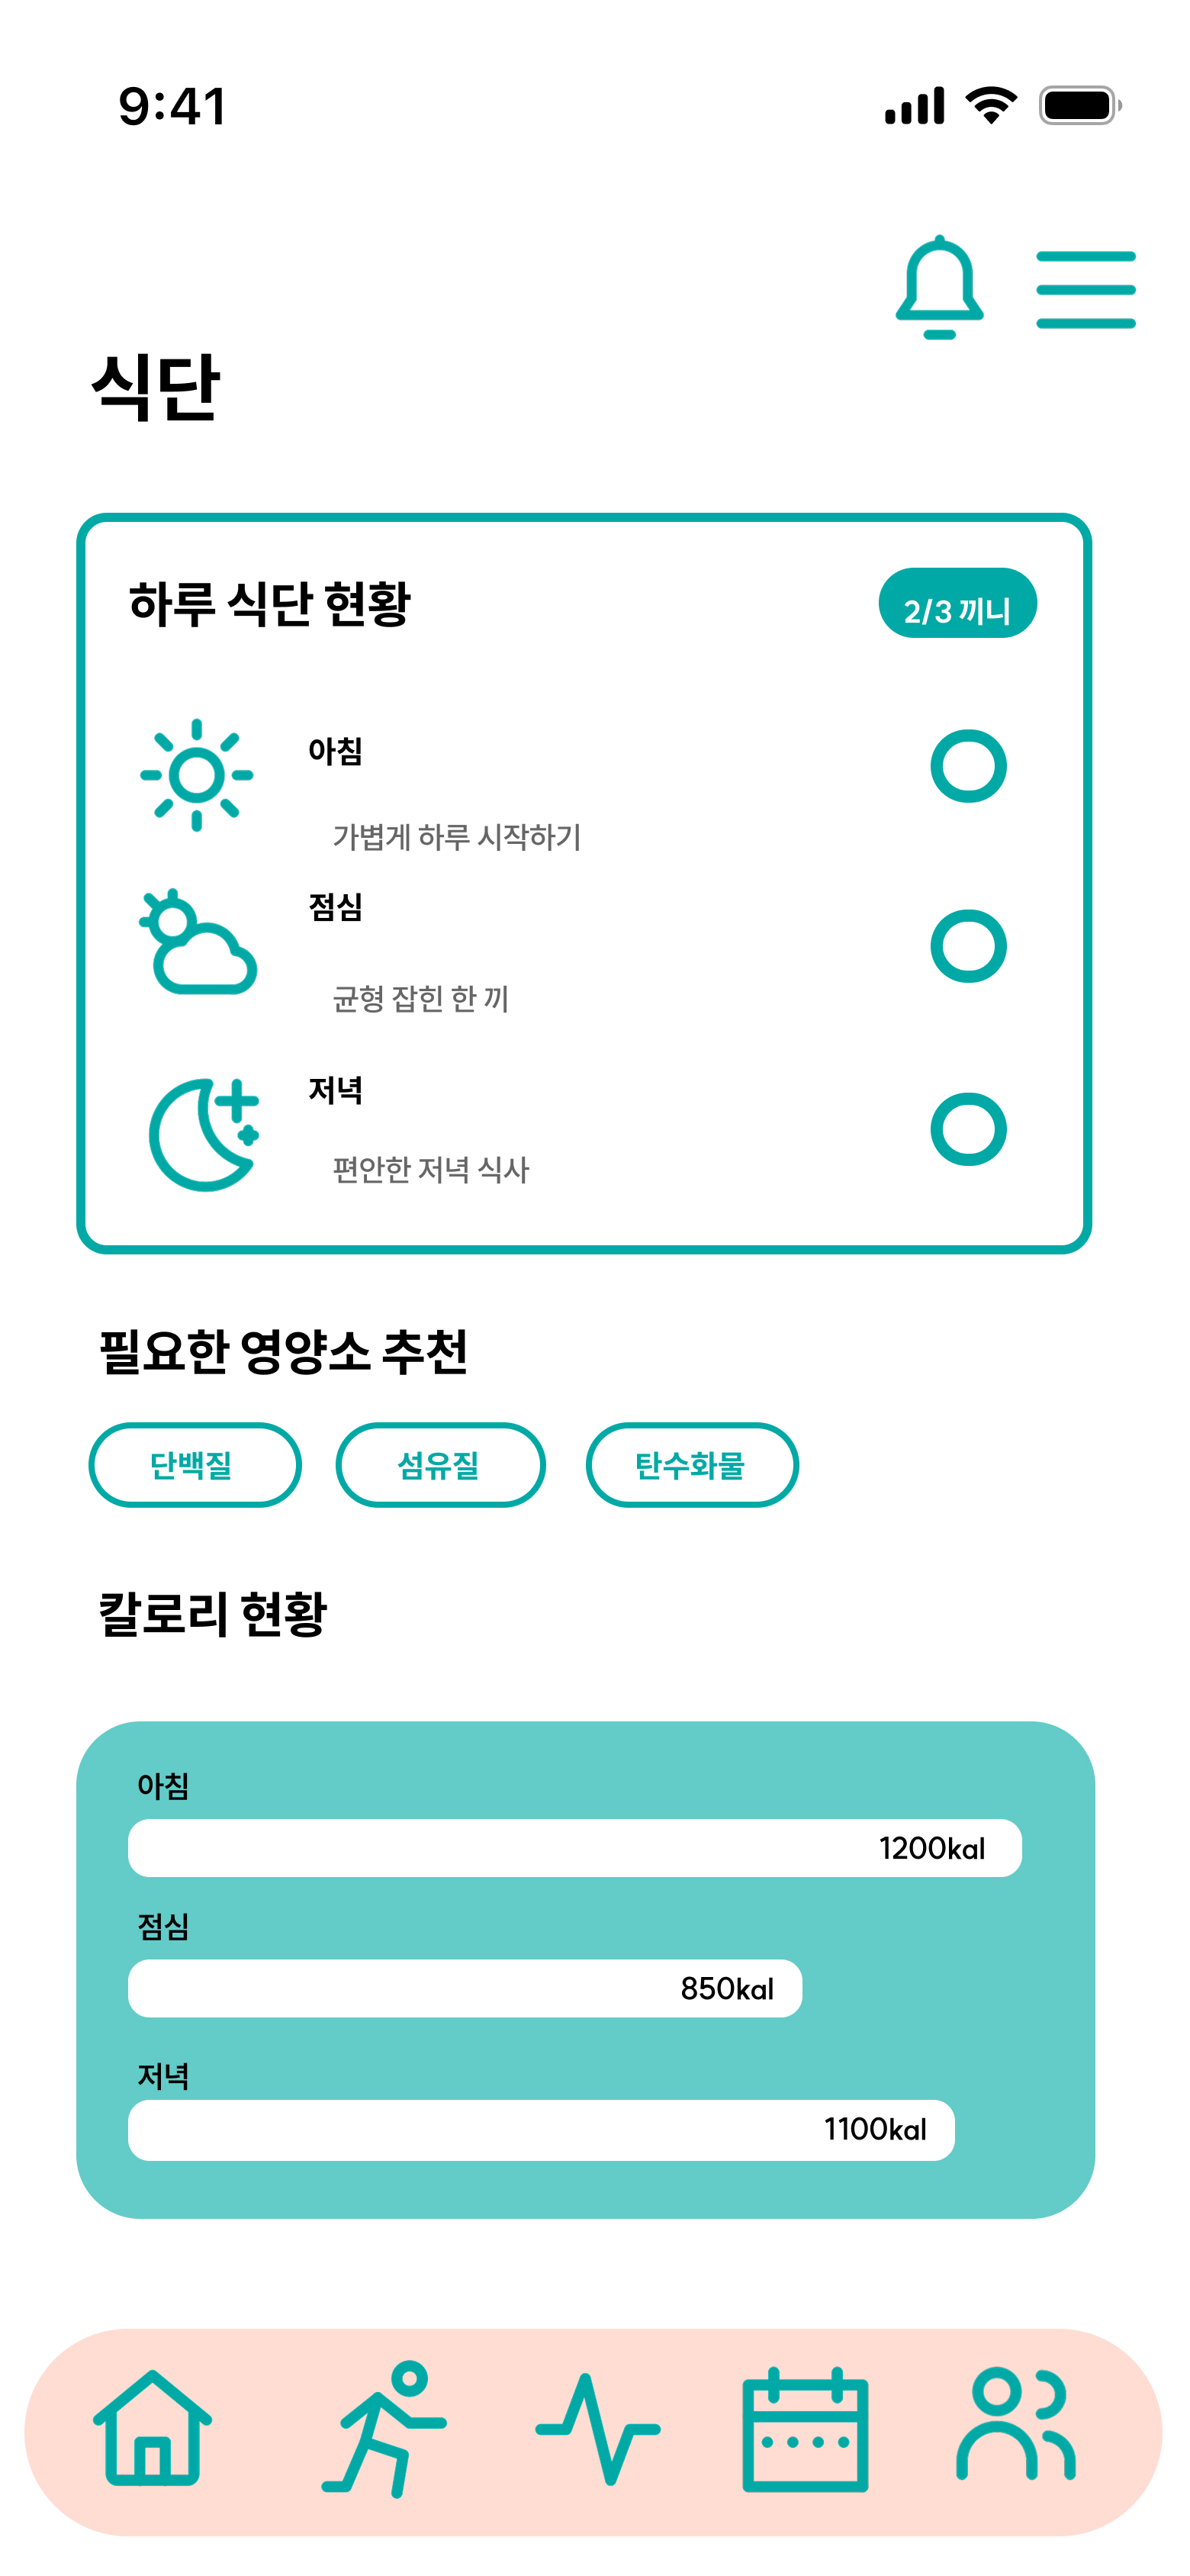 9:41
식단
하루 식단 현황
2/3 끼니
아침
가볍게 하루 시작하기
점심
균형 잡힌 한 끼
저녁
편안한 저녁 식사
필요한 영양소 추천
단백질 섬유질 탄수화물
칼로리 현황
아침
1200kal
점심
850kal
저녁
1100kal